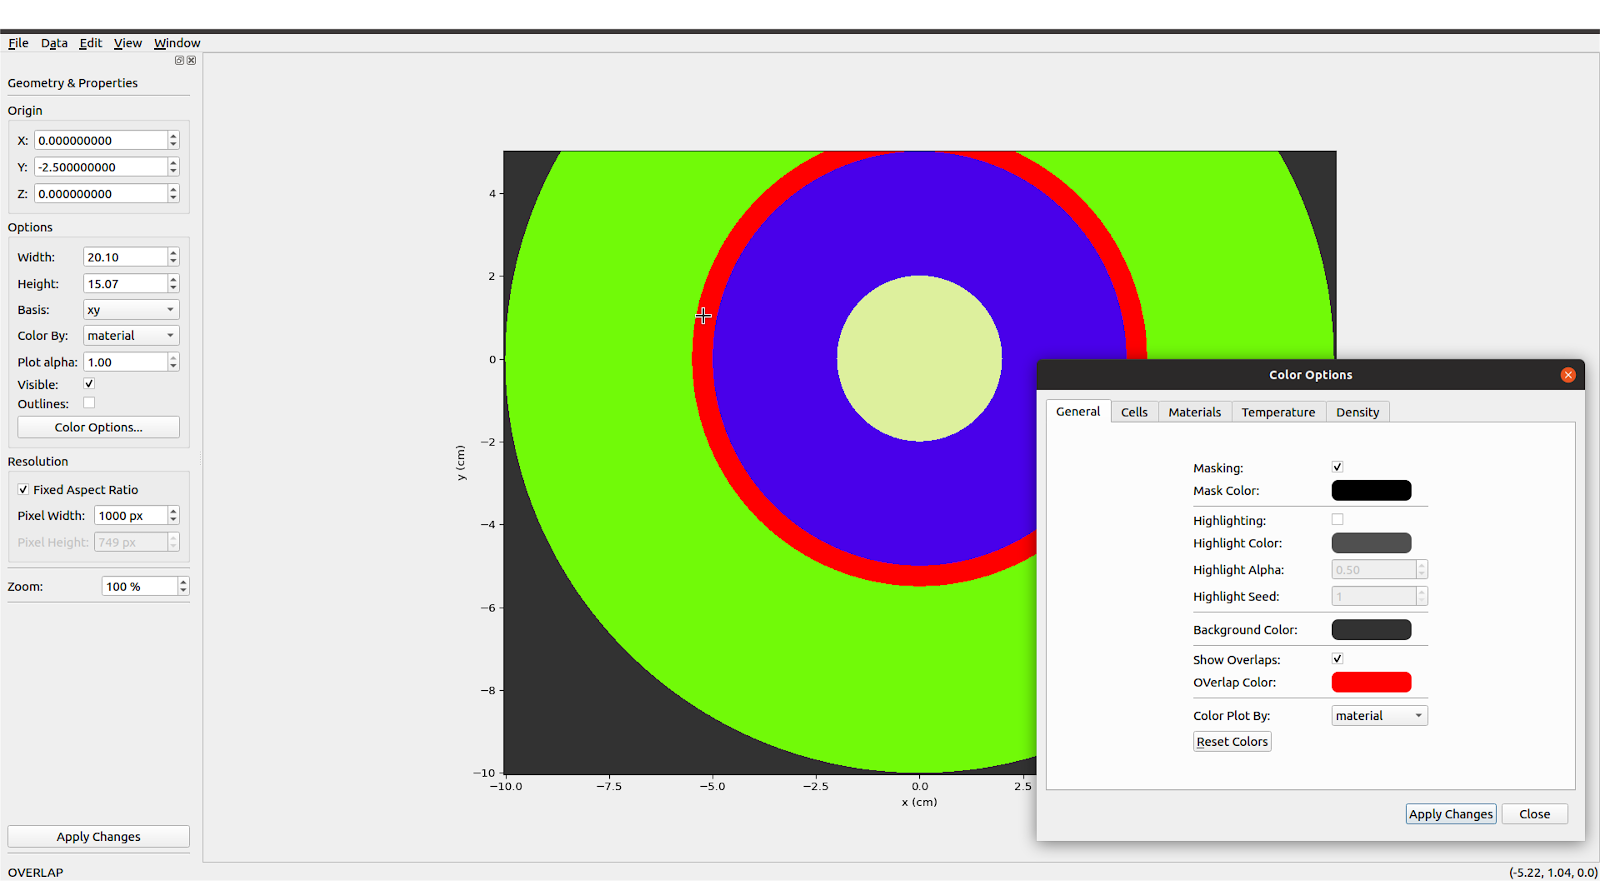 File Data Edit View Window
Geometry & Properties
Origin
X: 0.000000000
Y: -2.500000000
Z: 0.000000000
Options
Width: 20.10
Height: 15.07
Basis: xy
Color By: material
Plot alpha: 1.00
Visible:
Outlines:
Color Options...
Resolution
Fixed Aspect Ratio
Pixel Width: 1000 px
Pixel Height: 749 px
Zoom: 100 %
Apply Changes
OVERLAP
4
2
0
−2
−4
−6
−8
−10
y (cm)
−10.0 −7.5 −5.0 −2.5 0.0 2.5
x (cm)
Color Options
General Cells Materials Temperature Density
Masking:
Mask Color:
Highlighting:
Highlight Color:
Highlight Alpha: 0.50
Highlight Seed: 1
Background Color:
Show Overlaps:
OVerlap Color:
Color Plot By: material
Reset Colors
Apply Changes Close
(-5.22, 1.04, 0.0)